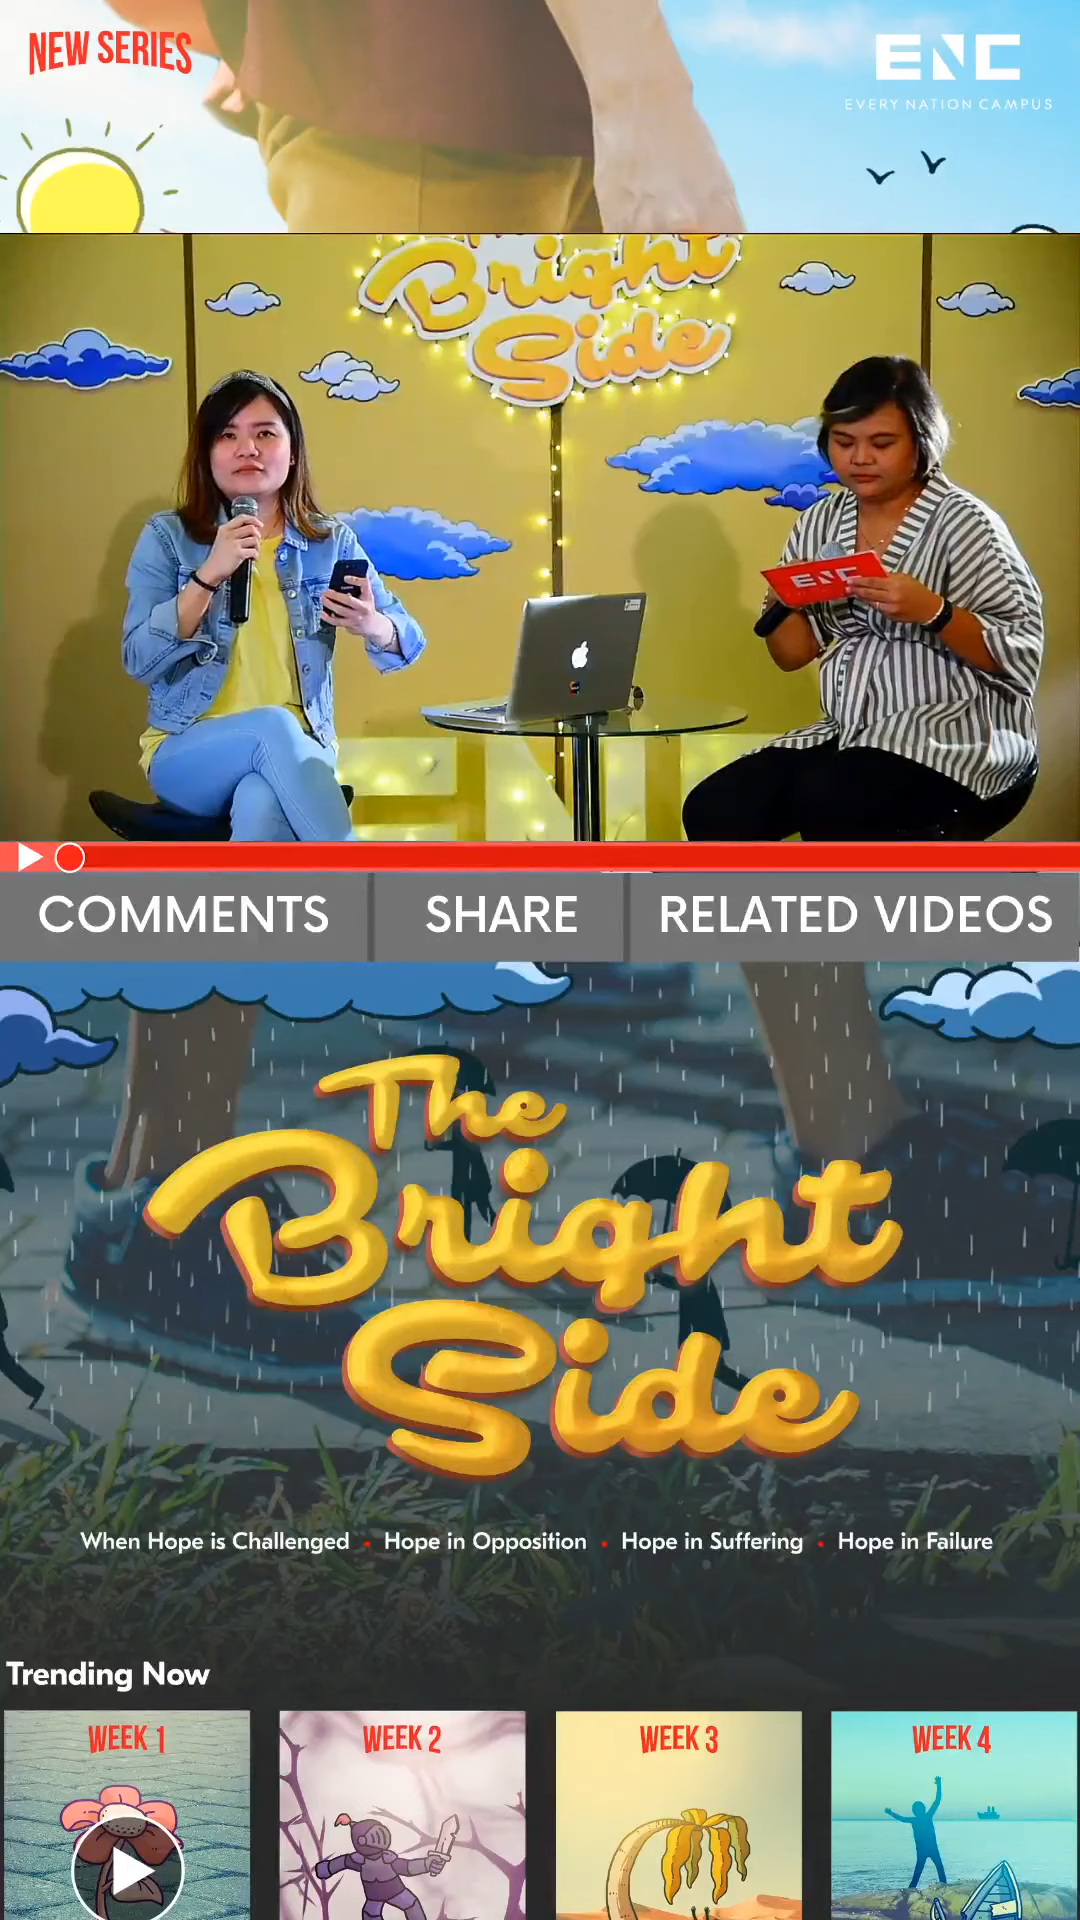 NEW SERIES
ENC
EVERY NATION CAMPUS
Bright
Side
ENC
COMMENTS
SHARE
RELATED VIDEOS
The
Bright
Side
When Hope is Challenged • Hope in Opposition • Hope in Suffering • Hope in Failure
Trending Now
WEEK 1
WEEK 2
WEEK 3
WEEK 4